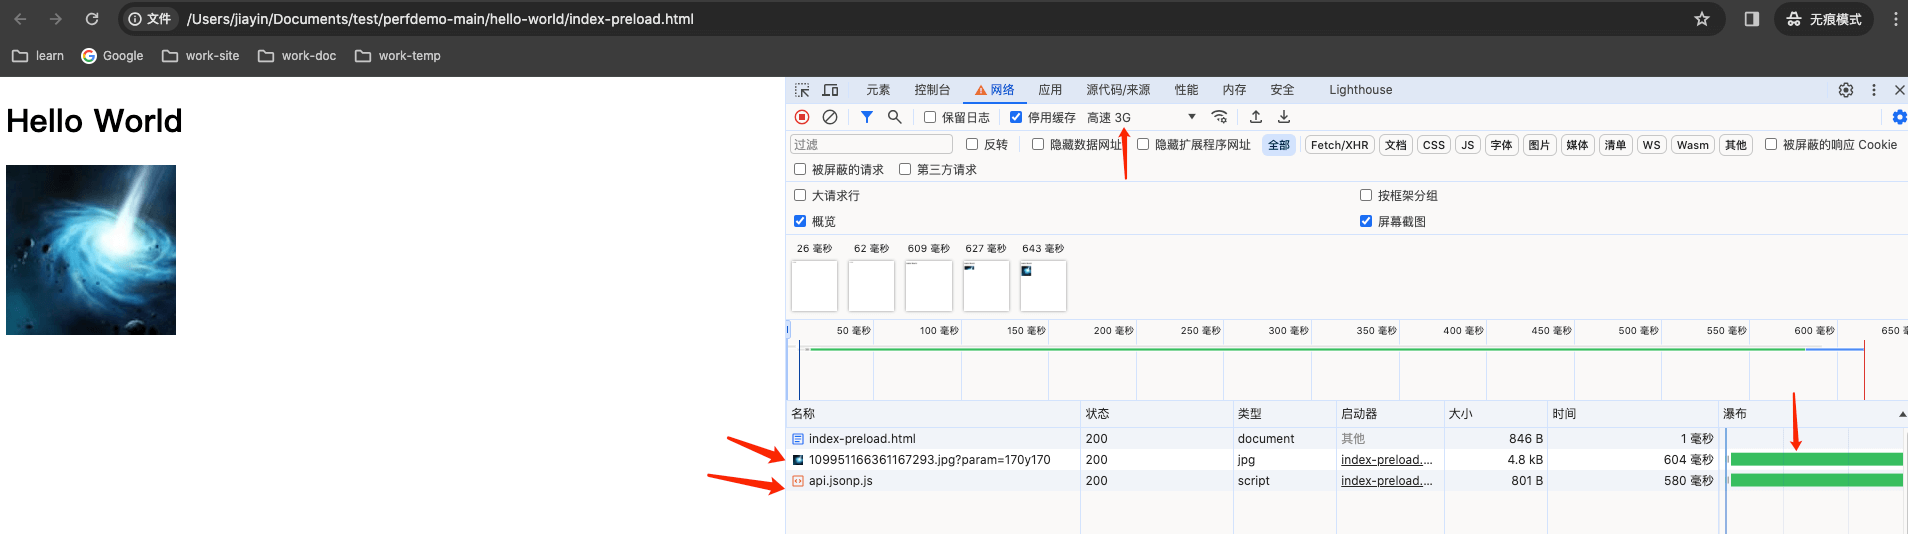 文件 /Users/jiayin/Documents/test/perfdemo-main/hello-world/index-preload.html 无痕模式
learn Google work-site work-doc work-temp
Hello World
元素 控制台 网络 应用 源代码/来源 性能 内存 安全 Lighthouse
保留日志 停用缓存 高速 3G
过滤 反转 隐藏数据网址 隐藏扩展程序网址 全部 Fetch/XHR 文档 CSS JS 字体 图片 媒体 清单 WS Wasm 其他 被屏蔽的响应 Cookie
被屏蔽的请求 第三方请求
大请求行 按框架分组
概览 屏幕截图
26 毫秒 62 毫秒 609 毫秒 627 毫秒 643 毫秒
50 毫秒 100 毫秒 150 毫秒 200 毫秒 250 毫秒 300 毫秒 350 毫秒 400 毫秒 450 毫秒 500 毫秒 550 毫秒 600 毫秒 650
名称 状态 类型 启动器 大小 时间 瀑布
index-preload.html 200 document 其他 846 B 1 毫秒
109951166361167293.jpg?param=170y170 200 jpg index-preload.... 4.8 kB 604 毫秒
api.jsonp.js 200 script index-preload.... 801 B 580 毫秒